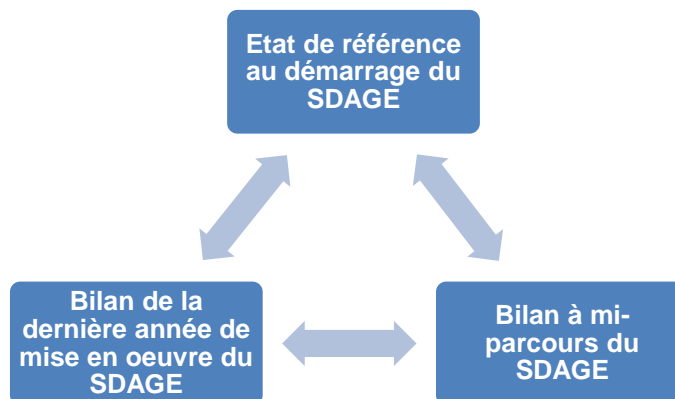 Etat de référence
au démarrage du
SDAGE
Bilan de la
dernière année de
mise en oeuvre du
SDAGE
Bilan à mi-
parcours du
SDAGE